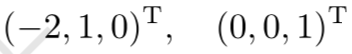 (−2, 1, 0)ᵀ, (0, 0, 1)ᵀ